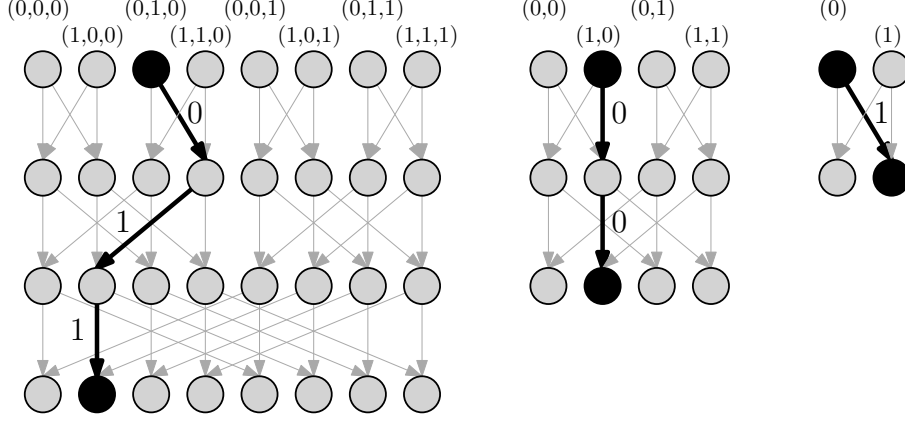 (0,0,0) (0,1,0) (0,0,1) (0,1,1) (0,0) (0,1) (0)
(1,0,0) (1,1,0) (1,0,1) (1,1,1) (1,0) (1,1) (1)
0 0 1
1 0
1